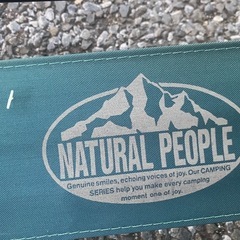 NATURAL PEOPLE
Genuine smiles, echoing voices of joy. Our CAMPING
SERIES help you make every camping
moment one of joy.